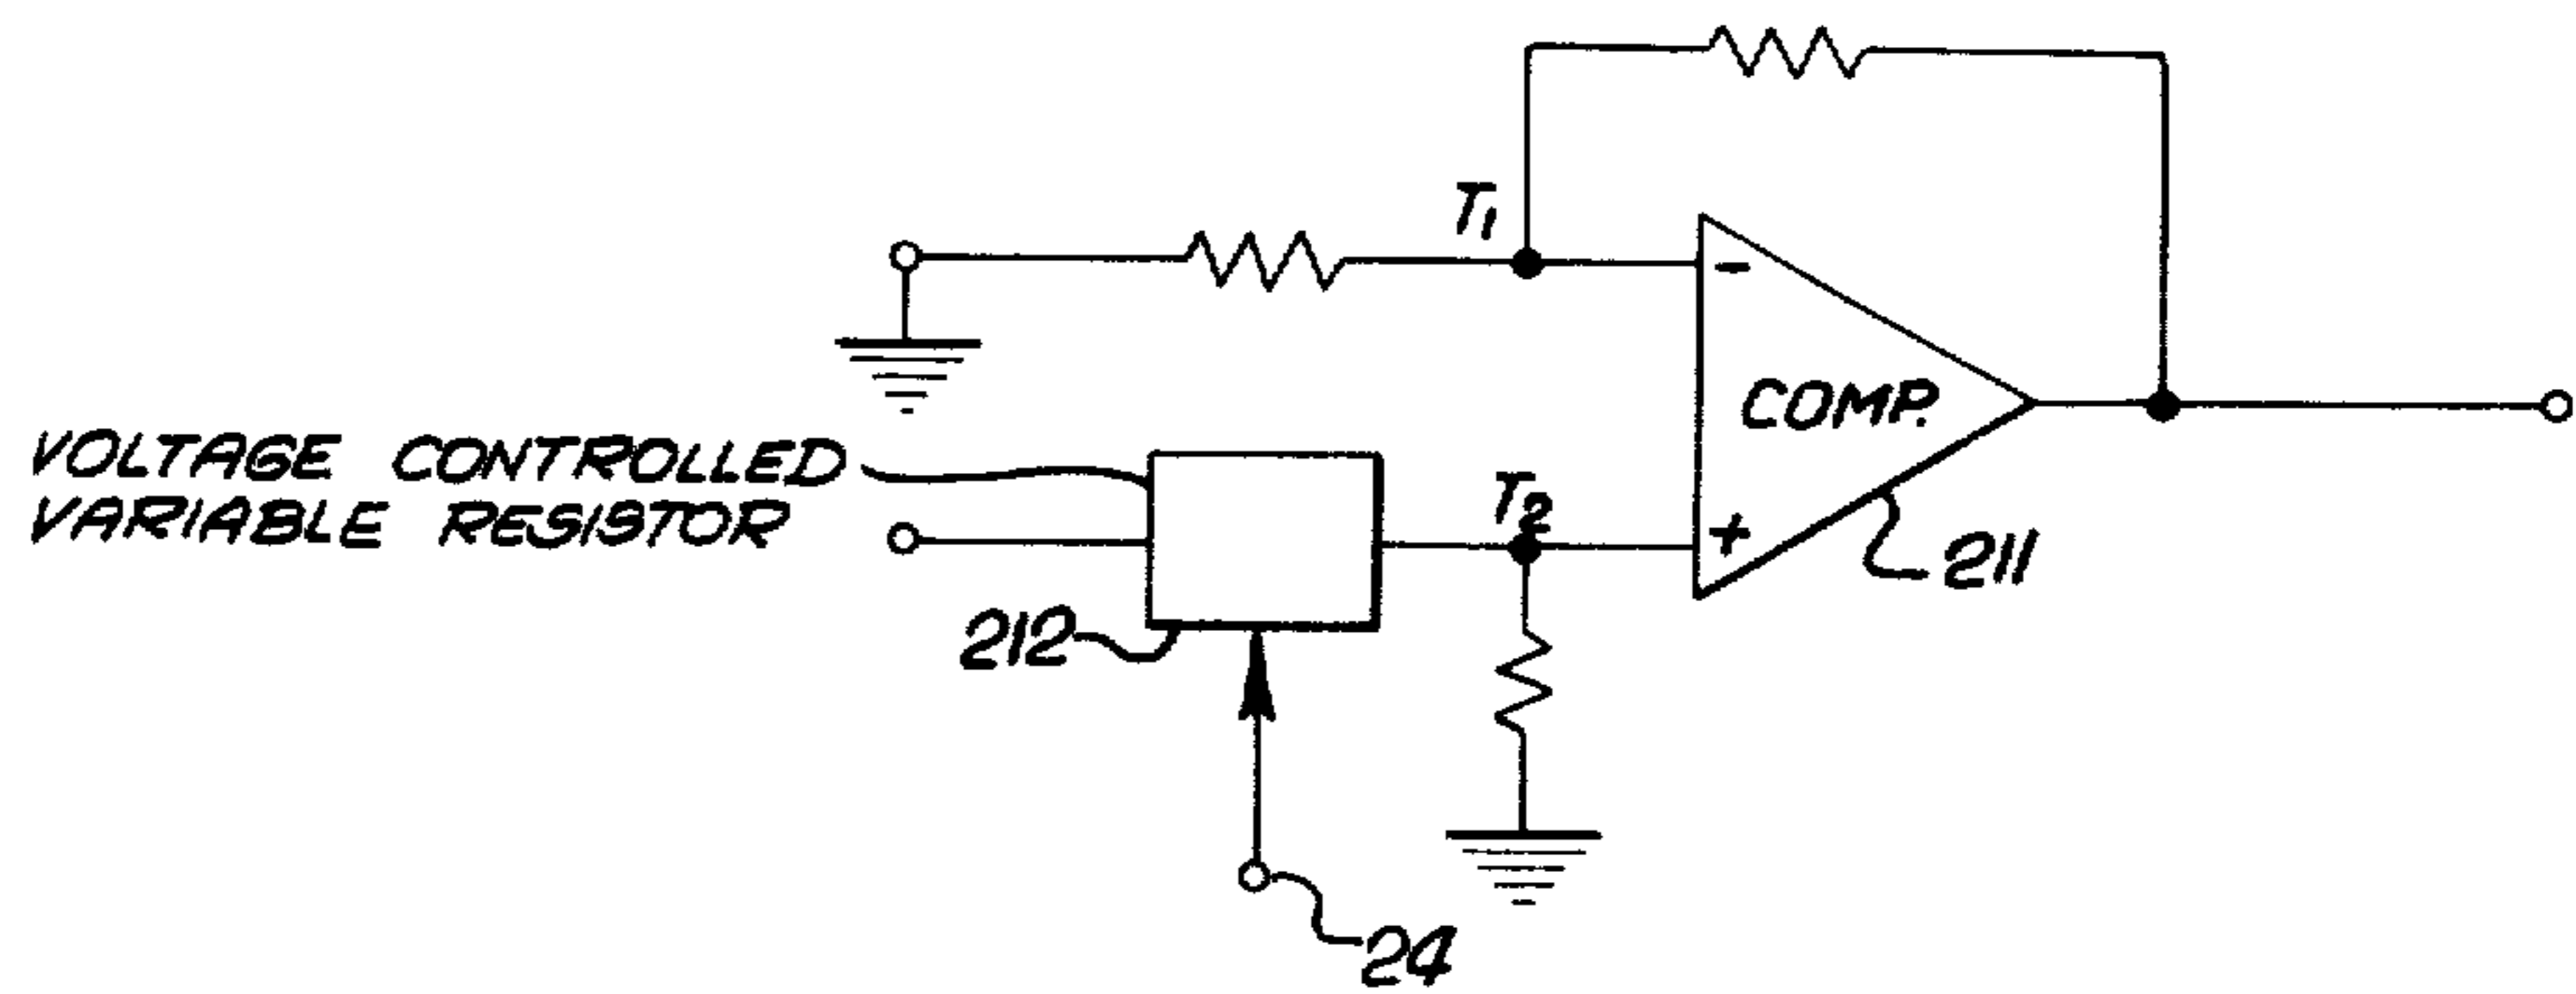 T1
-
COMP.
VOLTAGE CONTROLLED
VARIABLE RESISTOR
T2
+
211
212
24